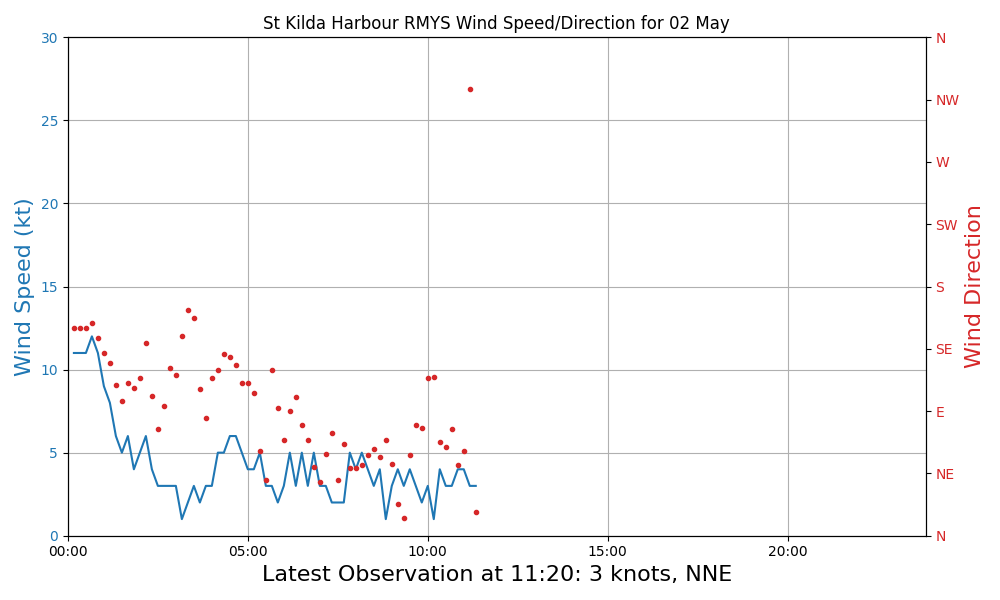 St Kilda Harbour RMYS Wind Speed/Direction for 02 May
30
25
20
15
10
5
0
Wind Speed (kt)
N
NW
W
SW
S
SE
E
NE
N
Wind Direction
00:00 05:00 10:00 15:00 20:00
Latest Observation at 11:20: 3 knots, NNE